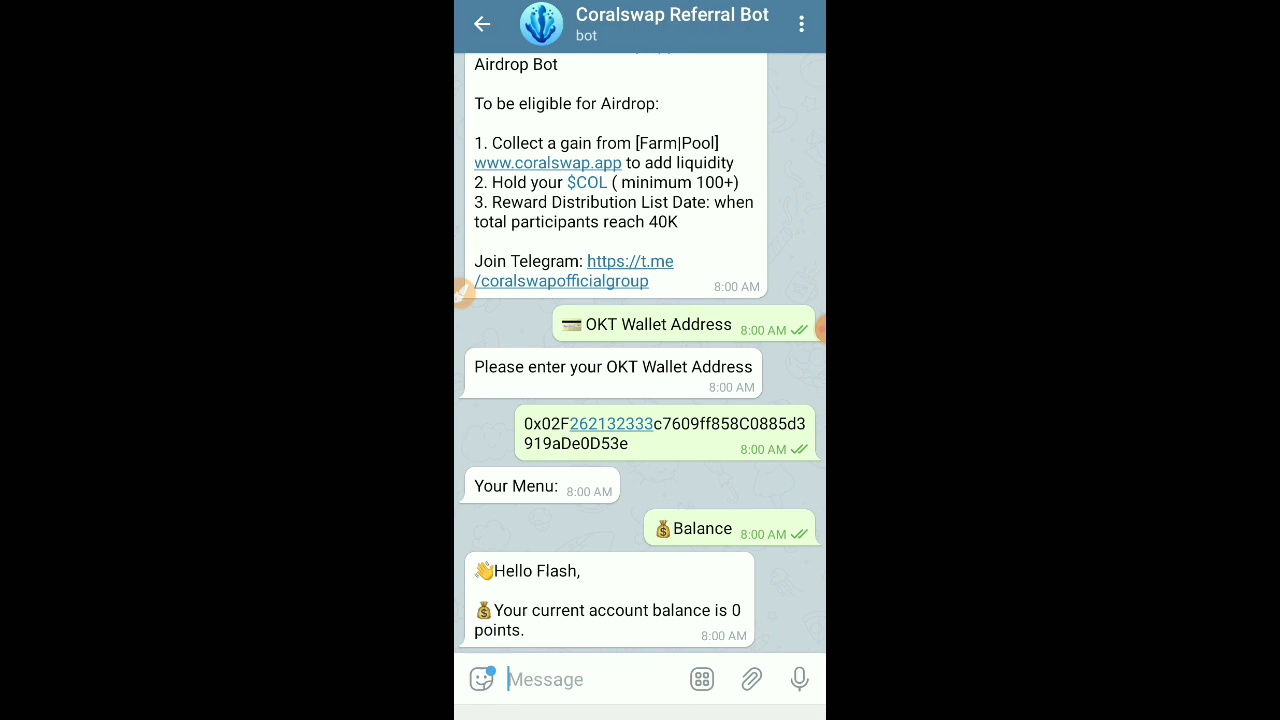 Coralswap Referral Bot
bot
Airdrop Bot
To be eligible for Airdrop:
1. Collect a gain from [Farm|Pool]
www.coralswap.app to add liquidity
2. Hold your $COL ( minimum 100+)
3. Reward Distribution List Date: when
total participants reach 40K
Join Telegram: https://t.me
/coralswapofficialgroup
8:00 AM
OKT Wallet Address 8:00 AM
Please enter your OKT Wallet Address
8:00 AM
0x02F262132333c7609ff858C0885d3
919aDe0D53e
8:00 AM
Your Menu: 8:00 AM
💰Balance 8:00 AM
👋Hello Flash,
💰Your current account balance is 0
points.
8:00 AM
Message